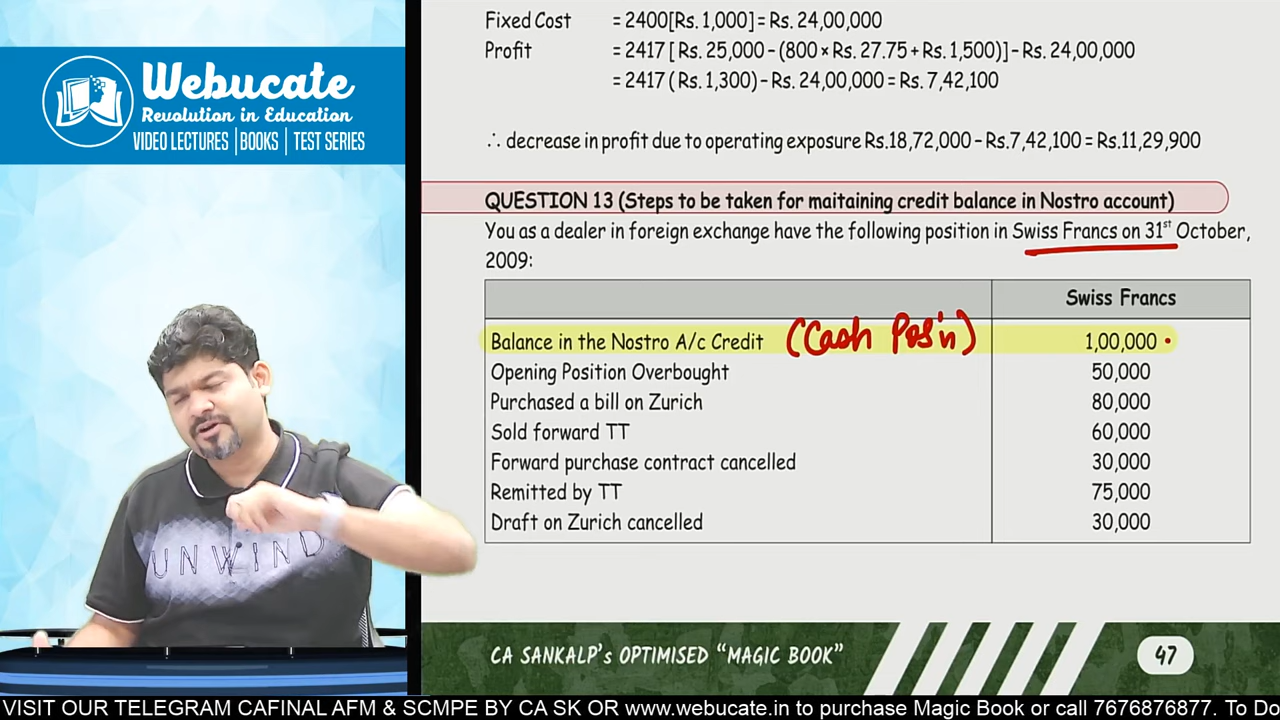 Fixed Cost = 2400[Rs. 1,000] = Rs. 24,00,000
Profit = 2417 [ Rs. 25,000 – (800 × Rs. 27.75 + Rs. 1,500)] – Rs. 24,00,000
= 2417 ( Rs. 1,300) – Rs. 24,00,000 = Rs. 7,42,100
∴ decrease in profit due to operating exposure Rs.18,72,000 – Rs.7,42,100 = Rs.11,29,900
Webucate
Revolution in Education
VIDEO LECTURES | BOOKS | TEST SERIES
QUESTION 13 (Steps to be taken for maitaining credit balance in Nostro account)
You as a dealer in foreign exchange have the following position in Swiss Francs on 31st October,
2009:
Swiss Francs
Balance in the Nostro A/c Credit (Cash Pos'n) 1,00,000
Opening Position Overbought 50,000
Purchased a bill on Zurich 80,000
Sold forward TT 60,000
Forward purchase contract cancelled 30,000
Remitted by TT 75,000
Draft on Zurich cancelled 30,000
UNWIND
CA SANKALP's OPTIMISED “MAGIC BOOK” 47
VISIT OUR TELEGRAM CAFINAL AFM & SCMPE BY CA SK OR www.webucate.in to purchase Magic Book or call 7676876877. To Do